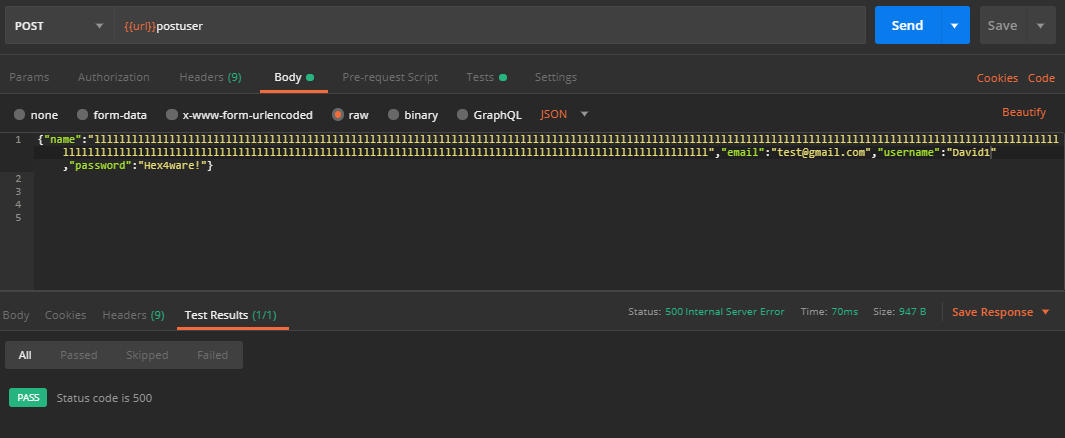 POST {{url}}postuser Send Save
Params Authorization Headers (9) Body Pre-request Script Tests Settings Cookies Code
none form-data x-www-form-urlencoded raw binary GraphQL JSON Beautify
1 {"name":"
","email":"test@gmail.com","username":"David1"
,"password":"Hex4ware!"}
2
3
4
5
Body Cookies Headers (9) Test Results (1/1) Status: 500 Internal Server Error Time: 70ms Size: 947 B Save Response
All Passed Skipped Failed
PASS Status code is 500